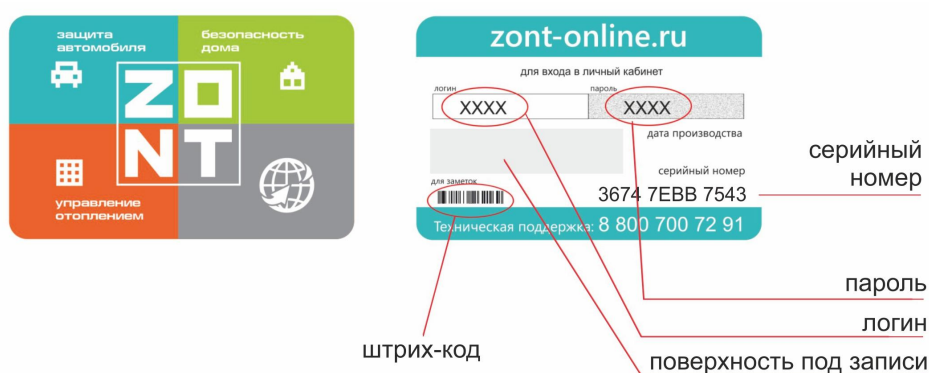 защита
автомобиля
безопасность
дома
ZO
NT
управление
отоплением
zont-online.ru
для входа в личный кабинет
логин
пароль
XXXX
XXXX
дата производства
серийный номер
для заметок
3674 7EBB 7543
Техническая поддержка: 8 800 700 72 91
серийный
номер
пароль
логин
штрих-код
поверхность под записи